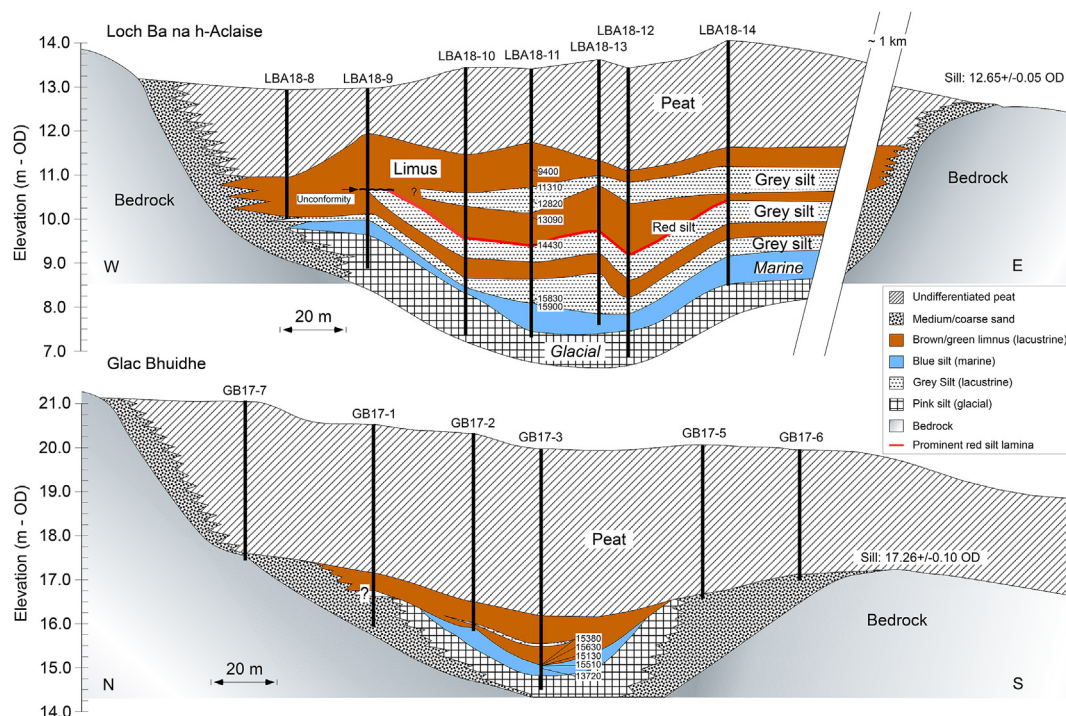 Loch Ba na h-Aclaise
LBA18-8
LBA18-9
LBA18-10
LBA18-11
LBA18-13
LBA18-12
LBA18-14
~ 1 km
Sill: 12.65+/-0.05 OD
Elevation (m - OD)
14.0
13.0
12.0
11.0
10.0
9.0
8.0
7.0
Peat
Limus
Bedrock
Unconformity
?
9400
11310
12820
13090
14430
15830
15900
Red silt
Grey silt
Grey silt
Grey silt
Marine
Glacial
Bedrock
W
E
20 m
Undifferentiated peat
Medium/coarse sand
Brown/green limnus (lacustrine)
Blue silt (marine)
Grey Silt (lacustrine)
Pink silt (glacial)
Bedrock
Prominent red silt lamina
Glac Bhuidhe
GB17-7
GB17-1
GB17-2
GB17-3
GB17-5
GB17-6
Elevation (m - OD)
21.0
20.0
19.0
18.0
17.0
16.0
15.0
14.0
Peat
Sill: 17.26+/-0.10 OD
?
15380
15630
15130
15510
13720
Bedrock
20 m
N
S